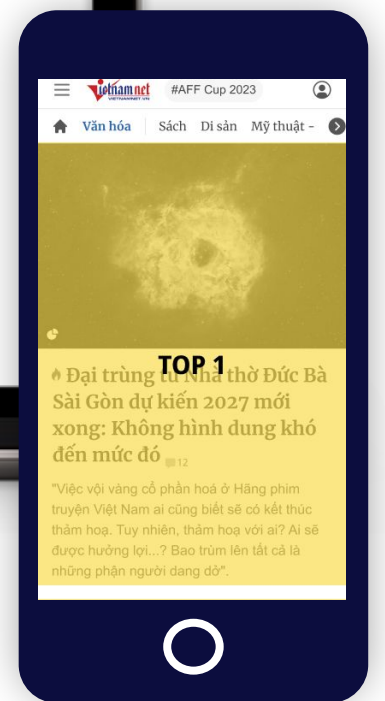 vietnamnet
VIETNAMNET.VN
#AFF Cup 2023
Văn hóa Sách Di sản Mỹ thuật -
TOP 1
Đại trùng tu Nhà thờ Đức Bà
Sài Gòn dự kiến 2027 mới
xong: Không hình dung khó
đến mức đó 12
"Việc vội vàng cổ phần hoá ở Hãng phim
truyện Việt Nam ai cũng biết sẽ có kết thúc
thảm hoạ. Tuy nhiên, thảm hoạ với ai? Ai sẽ
được hưởng lợi...? Bao trùm lên tất cả là
những phận người dang dở".